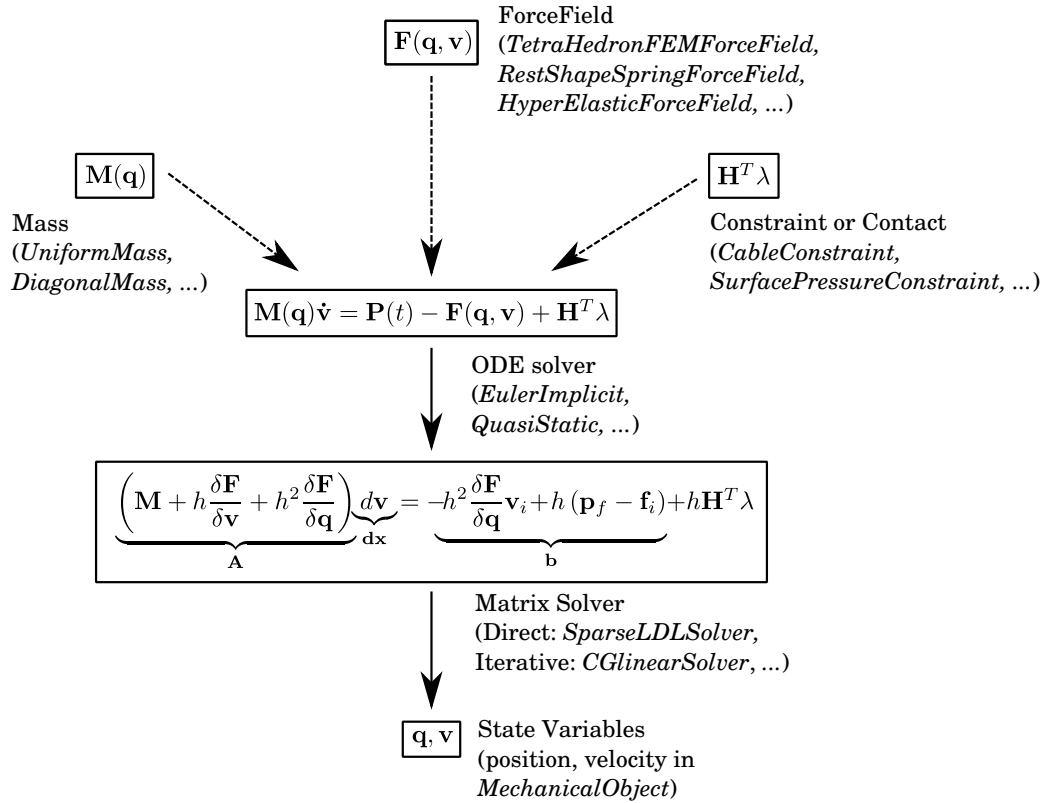 F(q, v)
ForceField
(TetraHedronFEMForceField,
RestShapeSpringForceField,
HyperElasticForceField, ...)
M(q)
Mass
(UniformMass,
DiagonalMass, ...)
H^T λ
Constraint or Contact
(CableConstraint,
SurfacePressureConstraint, ...)
M(q)v̇ = P(t) − F(q, v) + H^T λ
ODE solver
(EulerImplicit,
QuasiStatic, ...)
(M + h δF/δv + h² δF/δq) dv = −h² δF/δq v_i + h (p_f − f_i) + hH^T λ
A dx b
Matrix Solver
(Direct: SparseLDLSolver,
Iterative: CGlinearSolver, ...)
q, v
State Variables
(position, velocity in
MechanicalObject)